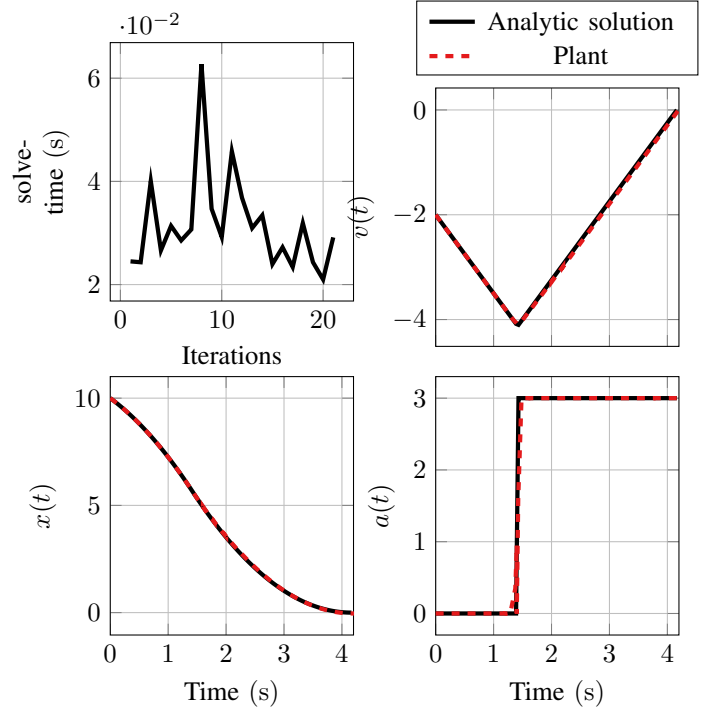 ·10⁻²
6
4
2
solve-
time (s)
0
10
20
Iterations
Analytic solution
Plant
0
−2
−4
v(t)
10
5
0
x(t)
0
1
2
3
4
Time (s)
3
2
1
0
a(t)
0
1
2
3
4
Time (s)